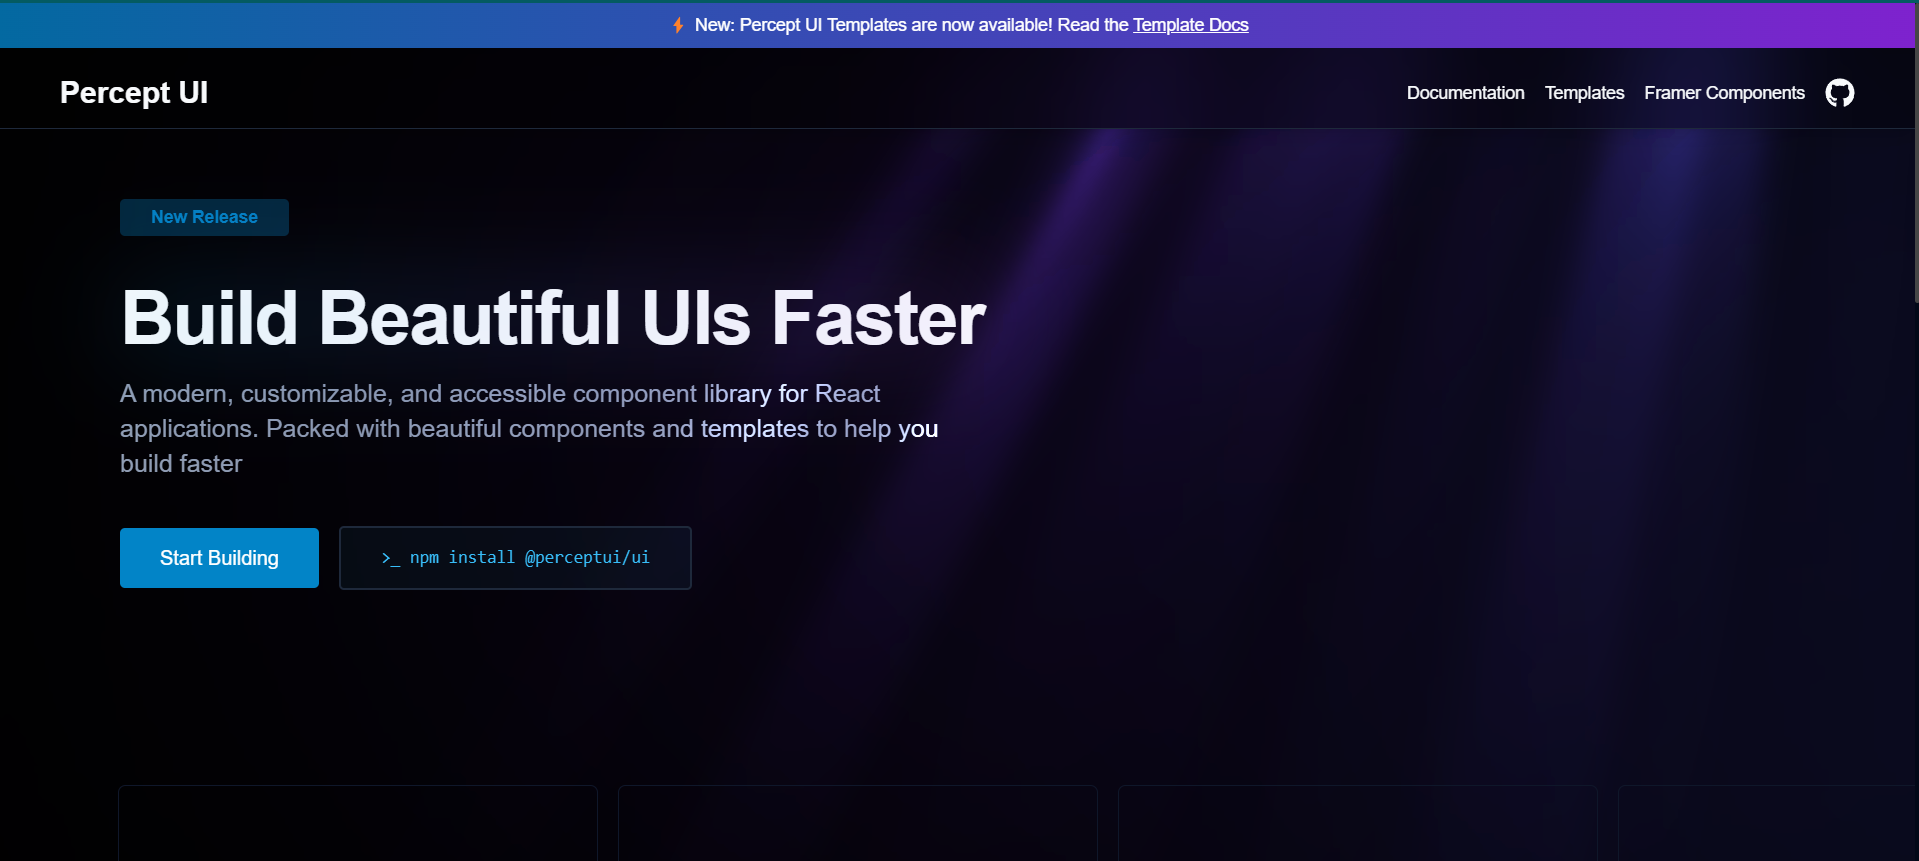 New: Percept UI Templates are now available! Read the Template Docs
Percept UI
Documentation
Templates
Framer Components
New Release
Build Beautiful UIs Faster
A modern, customizable, and accessible component library for React
applications. Packed with beautiful components and templates to help you
build faster
Start Building
>_ npm install @perceptui/ui